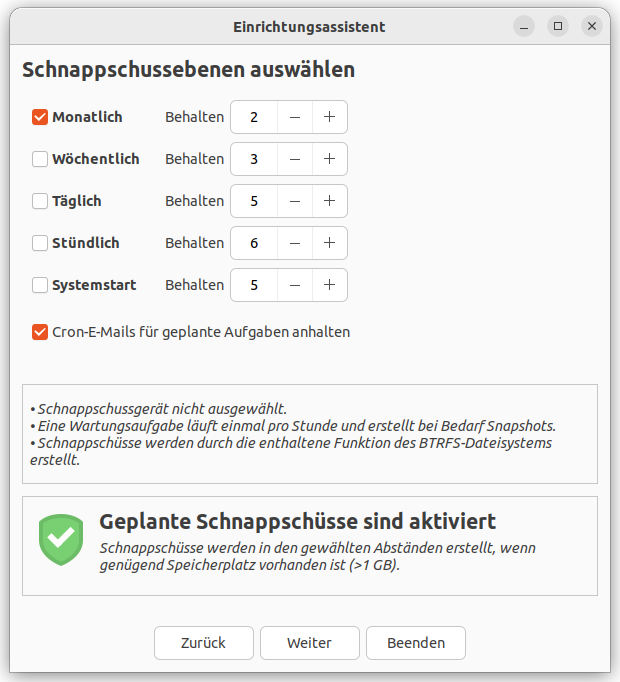 Einrichtungsassistent
Schnappschussebenen auswählen
Monatlich Behalten 2 − +
Wöchentlich Behalten 3 − +
Täglich Behalten 5 − +
Stündlich Behalten 6 − +
Systemstart Behalten 5 − +
Cron-E-Mails für geplante Aufgaben anhalten
• Schnappschussgerät nicht ausgewählt.
• Eine Wartungsaufgabe läuft einmal pro Stunde und erstellt bei Bedarf Snapshots.
• Schnappschüsse werden durch die enthaltene Funktion des BTRFS-Dateisystems
erstellt.
Geplante Schnappschüsse sind aktiviert
Schnappschüsse werden in den gewählten Abständen erstellt, wenn
genügend Speicherplatz vorhanden ist (>1 GB).
Zurück Weiter Beenden